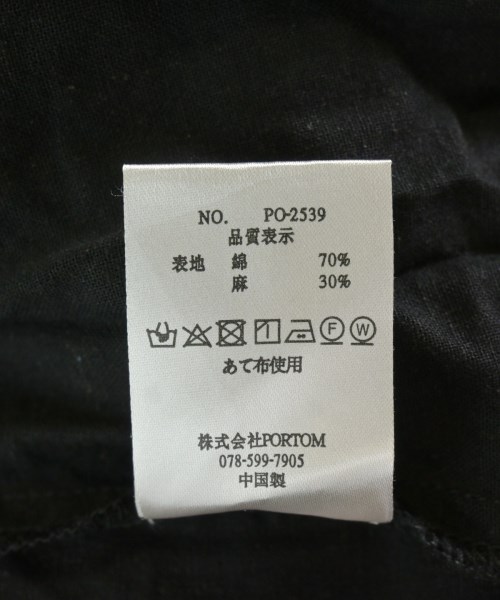 NO. PO-2539
品質表示
表地 綿 70%
麻 30%
F W
あて布使用
株式会社PORTOM
078-599-7905
中国製